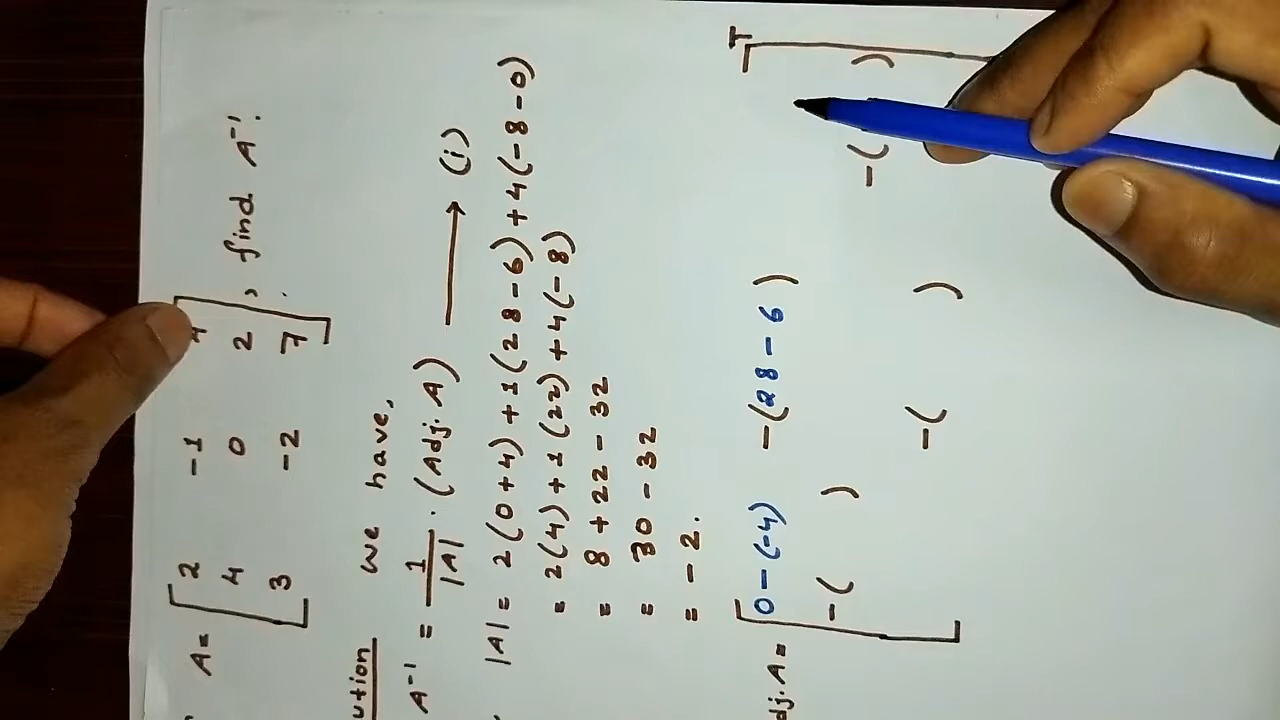 A = [ 2 -1 4
4 0 2
3 -2 7 ] , find A⁻¹.
ution we have,
A⁻¹ = 1/|A| . (Adj. A) ⟶ (i)
|A| = 2(0+4)+1(28-6)+4(-8-0)
= 2(4)+1(22)+4(-8)
= 8+22-32
= 30-32
= -2.
dj. A = [ 0-(-4) -(28-6)
-( ) -( )
-( ) ]ᵀ